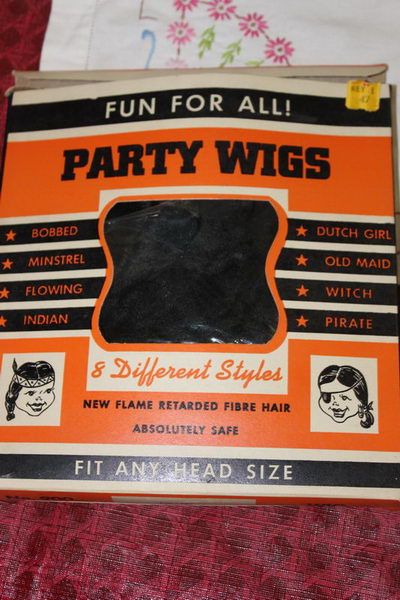 FUN FOR ALL!
PARTY WIGS
★ BOBBED
★ MINSTREL
★ FLOWING
★ INDIAN
★ DUTCH GIRL
★ OLD MAID
★ WITCH
★ PIRATE
8 Different Styles
NEW FLAME RETARDED FIBRE HAIR
ABSOLUTELY SAFE
FIT ANY HEAD SIZE